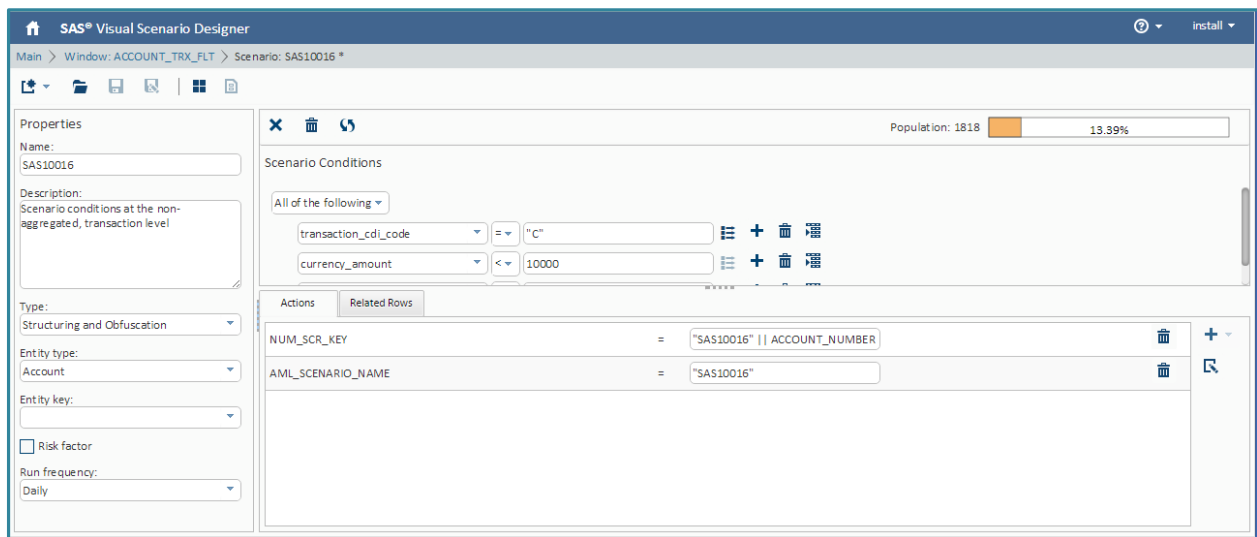 SAS® Visual Scenario Designer
install
Main > Window: ACCOUNT_TRX_FLT > Scenario: SAS10016 *
Properties
Name:
SAS10016
Description:
Scenario conditions at the non-
aggregated, transaction level
Type:
Structuring and Obfuscation
Entity type:
Account
Entity key:
Risk factor
Run frequency:
Daily
Population: 1818 13.39%
Scenario Conditions
All of the following
transaction_cdi_code = "C"
currency_amount < 10000
Actions Related Rows
NUM_SCR_KEY = "SAS10016" || ACCOUNT_NUMBER
AML_SCENARIO_NAME = "SAS10016"